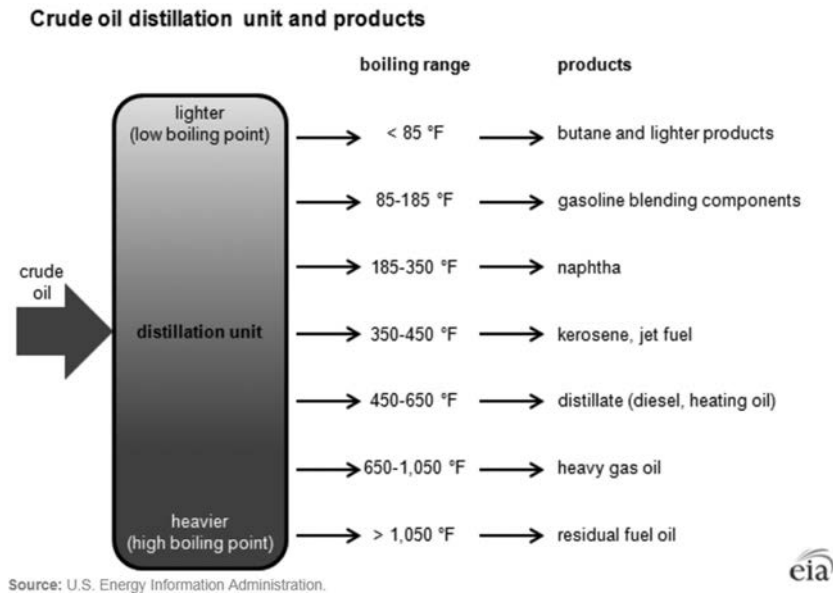 Crude oil distillation unit and products
boiling range
products
lighter
(low boiling point)
< 85 °F
butane and lighter products
85-185 °F
gasoline blending components
crude
oil
185-350 °F
naphtha
distillation unit
350-450 °F
kerosene, jet fuel
450-650 °F
distillate (diesel, heating oil)
650-1,050 °F
heavy gas oil
heavier
(high boiling point)
> 1,050 °F
residual fuel oil
Source: U.S. Energy Information Administration.
eia